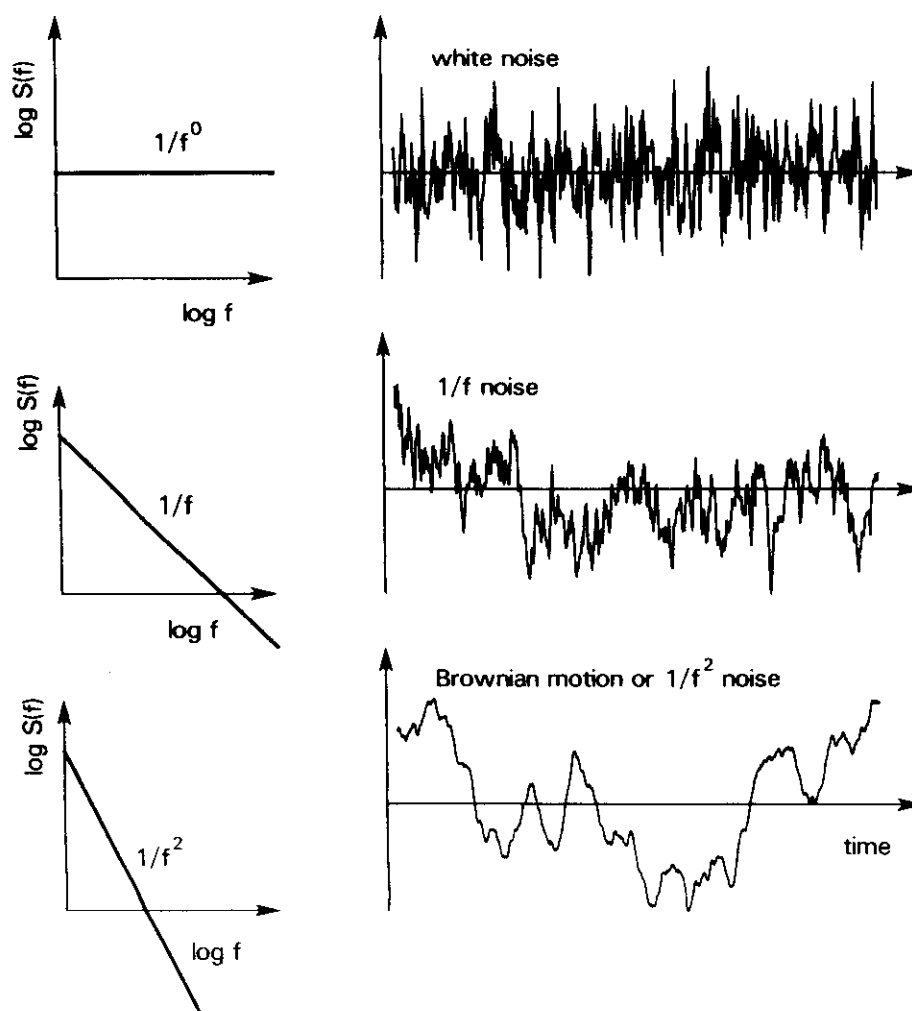 log S(f)
1/f⁰
log f
white noise
log S(f)
1/f
log f
1/f noise
log S(f)
1/f²
log f
Brownian motion or 1/f² noise
time